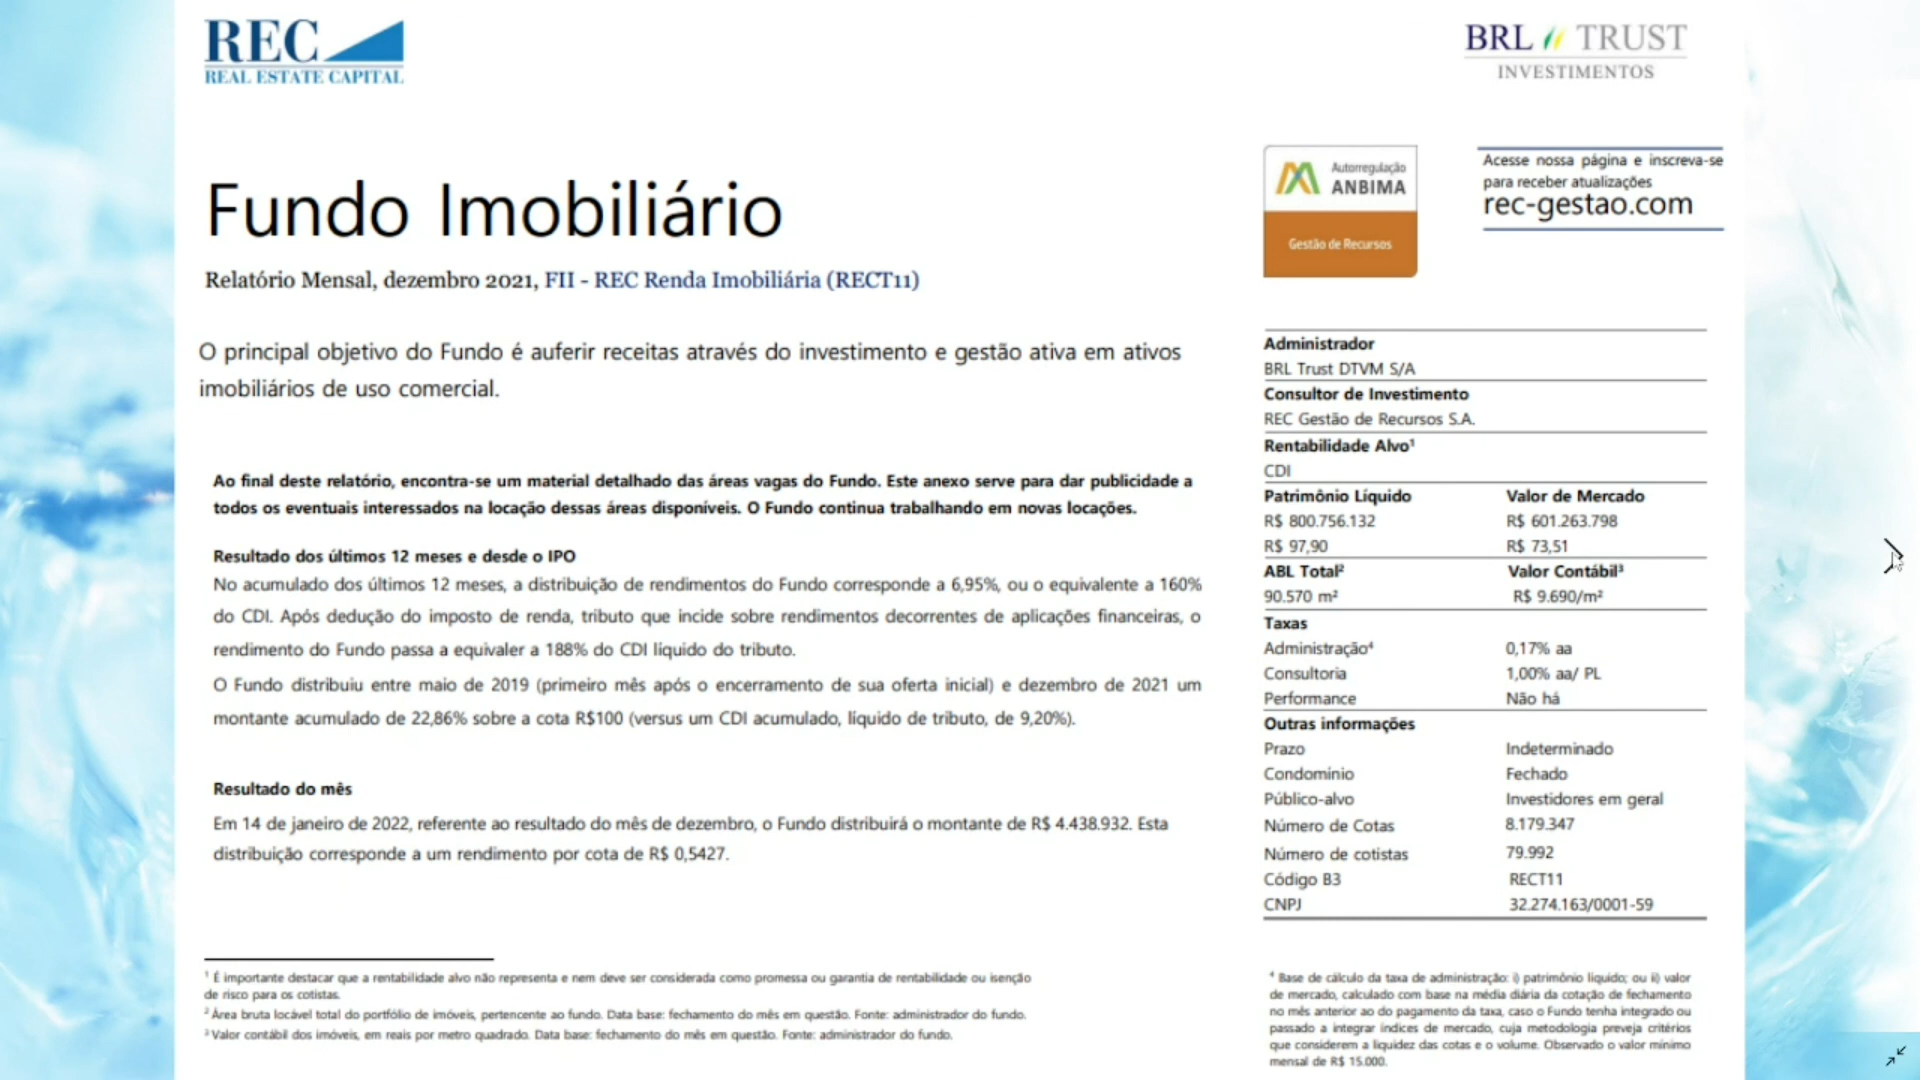 REC
REAL ESTATE CAPITAL
BRL TRUST
INVESTIMENTOS
Autorregulação
ANBIMA
Gestão de Recursos
Acesse nossa página e inscreva-se
para receber atualizações
rec-gestao.com
Fundo Imobiliário
Relatório Mensal, dezembro 2021, FII - REC Renda Imobiliária (RECT11)
O principal objetivo do Fundo é auferir receitas através do investimento e gestão ativa em ativos
imobiliários de uso comercial.
Ao final deste relatório, encontra-se um material detalhado das áreas vagas do Fundo. Este anexo serve para dar publicidade a
todos os eventuais interessados na locação dessas áreas disponíveis. O Fundo continua trabalhando em novas locações.
Resultado dos últimos 12 meses e desde o IPO
No acumulado dos últimos 12 meses, a distribuição de rendimentos do Fundo corresponde a 6,95%, ou o equivalente a 160%
do CDI. Após dedução do imposto de renda, tributo que incide sobre rendimentos decorrentes de aplicações financeiras, o
rendimento do Fundo passa a equivaler a 188% do CDI líquido do tributo.
O Fundo distribuiu entre maio de 2019 (primeiro mês após o encerramento de sua oferta inicial) e dezembro de 2021 um
montante acumulado de 22,86% sobre a cota R$100 (versus um CDI acumulado, líquido de tributo, de 9,20%).
Resultado do mês
Em 14 de janeiro de 2022, referente ao resultado do mês de dezembro, o Fundo distribuirá o montante de R$ 4.438.932. Esta
distribuição corresponde a um rendimento por cota de R$ 0,5427.
Administrador
BRL Trust DTVM S/A
Consultor de Investimento
REC Gestão de Recursos S.A.
Rentabilidade Alvo¹
CDI
Patrimônio Líquido Valor de Mercado
R$ 800.756.132 R$ 601.263.798
R$ 97,90 R$ 73,51
ABL Total² Valor Contábil³
90.570 m² R$ 9.690/m²
Taxas
Administração⁴ 0,17% aa
Consultoria 1,00% aa/ PL
Performance Não há
Outras informações
Prazo Indeterminado
Condomínio Fechado
Público-alvo Investidores em geral
Número de Cotas 8.179.347
Número de cotistas 79.992
Código B3 RECT11
CNPJ 32.274.163/0001-59
¹ É importante destacar que a rentabilidade alvo não representa e nem deve ser considerada como promessa ou garantia de rentabilidade ou isenção
de risco para os cotistas.
² Área bruta locável total do portfólio de imóveis, pertencente ao fundo. Data base: fechamento do mês em questão. Fonte: administrador do fundo.
³ Valor contábil dos imóveis, em reais por metro quadrado. Data base: fechamento do mês em questão. Fonte: administrador do fundo.
⁴ Base de cálculo da taxa de administração: i) patrimônio líquido; ou ii) valor
de mercado, calculado com base na média diária da cotação de fechamento
no mês anterior ao do pagamento da taxa, caso o Fundo tenha integrado ou
passado a integrar índices de mercado, cuja metodologia preveja critérios
que considerem a liquidez das cotas e o volume. Observado o valor mínimo
mensal de R$ 15.000.